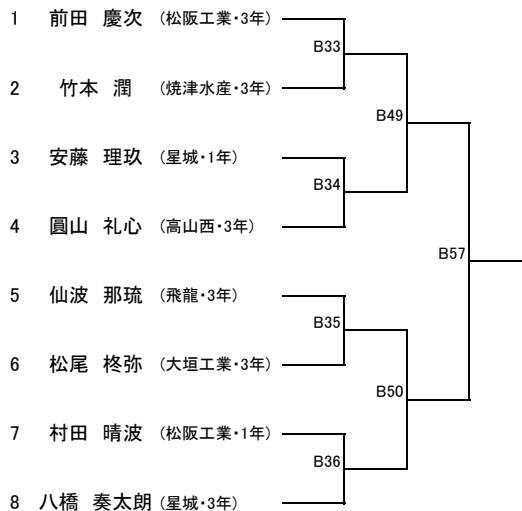 1 前田 慶次 (松阪工業・3年)
B33
2 竹本 潤 (焼津水産・3年)
B49
3 安藤 理玖 (星城・1年)
B34
4 圓山 礼心 (高山西・3年)
B57
5 仙波 那琉 (飛龍・3年)
B35
6 松尾 柊弥 (大垣工業・3年)
B50
7 村田 晴波 (松阪工業・1年)
B36
8 八橋 奏太朗 (星城・3年)